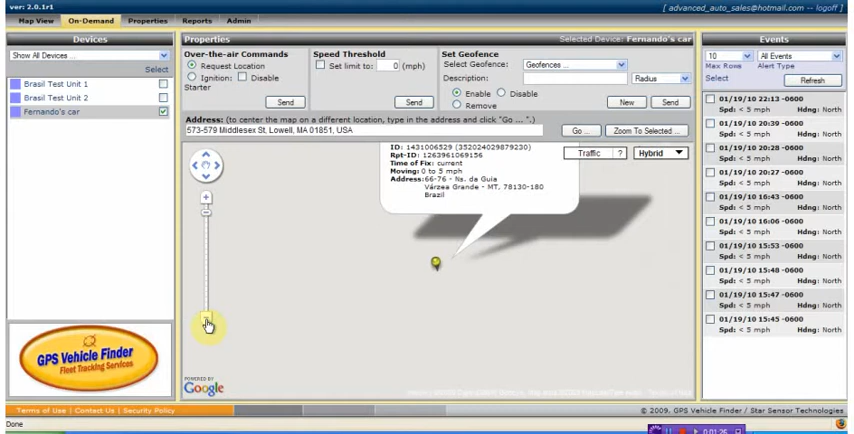 ver: 2.0.1r1
[ advanced_auto_sales@hotmail.com -- logoff ]
Map View
On-Demand
Properties
Reports
Admin
Devices
Show All Devices ...
Select
Brasil Test Unit 1
Brasil Test Unit 2
Fernando's car
GPS Vehicle Finder
Fleet Tracking Services
Properties
Selected Device: Fernando's car
Over-the-air Commands
Request Location
Ignition: Disable
Starter
Send
Speed Threshold
Set limit to: 0 (mph)
Send
Set Geofence
Select Geofence: Geofences ...
Description: Radius
Enable Disable
Remove
New Send
Address: (to center the map on a different location, type in the address and click "Go ... ".)
573-579 Middlesex St, Lowell, MA 01851, USA
Go ... Zoom To Selected ...
ID: 1431006529 (352024029879230)
Rpt-ID: 1263961069156
Time of Fix: current
Moving: 0 to 5 mph
Address: 66-76 - Na. da Guia
Várzea Grande - MT, 78130-180
Brazil
Traffic ?
Hybrid
POWERED BY
Google
Events
10 All Events
Max Rows Alert Type
Select Refresh
01/19/10 22:13 -0600
Spd: < 5 mph Hdng: North
01/19/10 20:39 -0600
Spd: < 5 mph Hdng: North
01/19/10 20:28 -0600
Spd: < 5 mph Hdng: North
01/19/10 20:27 -0600
Spd: < 5 mph Hdng: North
01/19/10 16:43 -0600
Spd: < 5 mph Hdng: North
01/19/10 16:06 -0600
Spd: < 5 mph Hdng: North
01/19/10 15:53 -0600
Spd: < 5 mph Hdng: North
01/19/10 15:48 -0600
Spd: < 5 mph Hdng: North
01/19/10 15:47 -0600
Spd: < 5 mph Hdng: North
01/19/10 15:45 -0600
Spd: < 5 mph Hdng: North
Terms of Use | Contact Us | Security Policy
© 2009, GPS Vehicle Finder / Star Sensor Technologies
Done
0:01:26